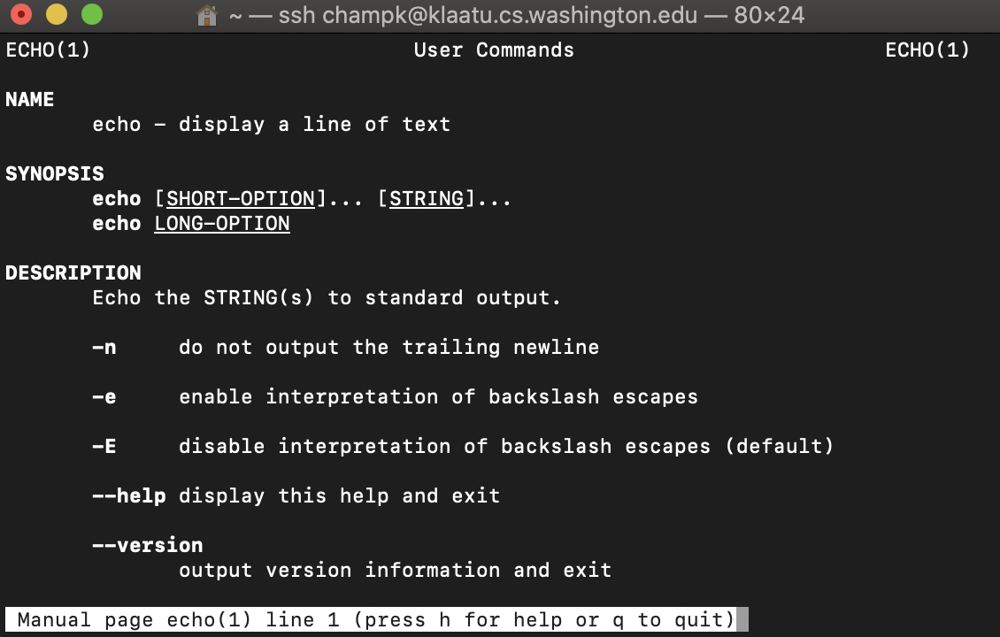 ~ — ssh champk@klaatu.cs.washington.edu — 80×24
ECHO(1) User Commands ECHO(1)
NAME
echo – display a line of text
SYNOPSIS
echo [SHORT–OPTION]... [STRING]...
echo LONG–OPTION
DESCRIPTION
Echo the STRING(s) to standard output.
–n do not output the trailing newline
–e enable interpretation of backslash escapes
–E disable interpretation of backslash escapes (default)
––help display this help and exit
––version
output version information and exit
Manual page echo(1) line 1 (press h for help or q to quit)